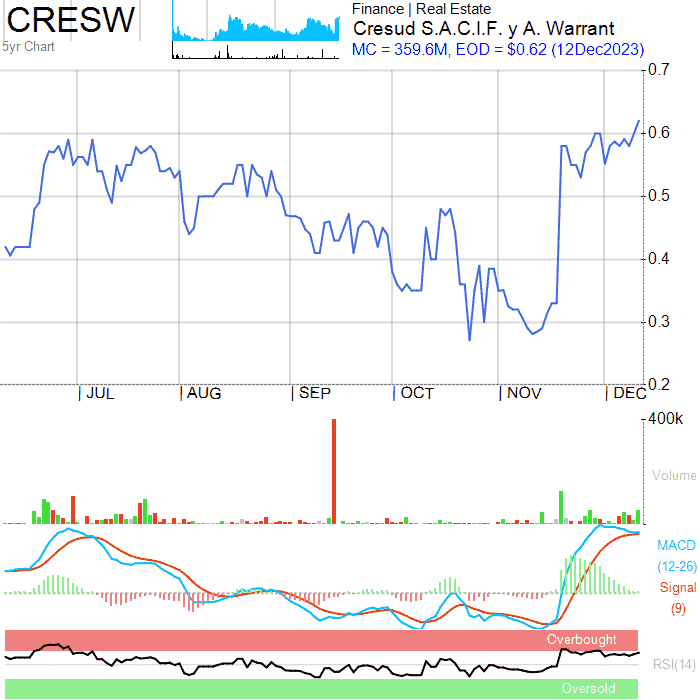 CRESW
5yr Chart
Finance | Real Estate
Cresud S.A.C.I.F. y A. Warrant
MC = 359.6M, EOD = $0.62 (12Dec2023)
0.7
0.6
0.5
0.4
0.3
0.2
| JUL | AUG | SEP | OCT | NOV | DEC
400k
Volume
MACD
(12-26)
Signal
(9)
Overbought
RSI(14)
Oversold